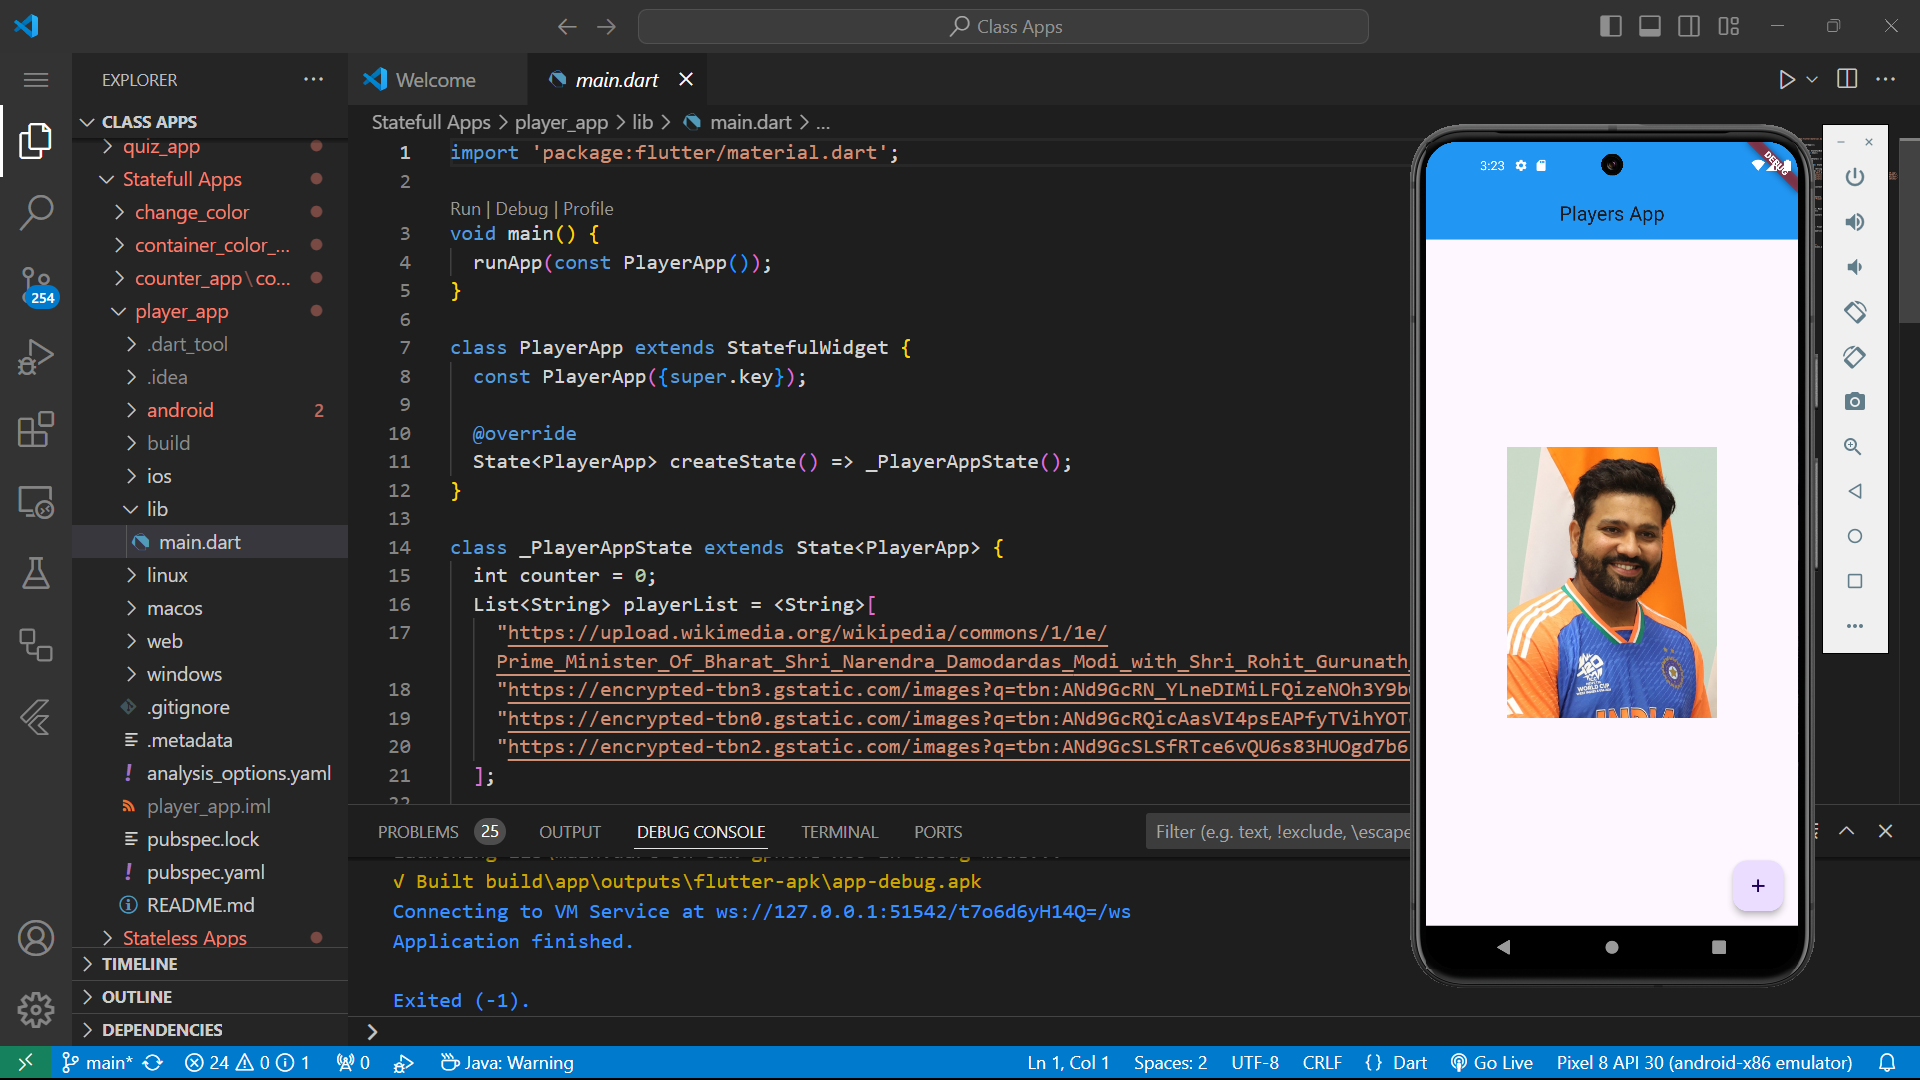 Class Apps
EXPLORER
CLASS APPS
quiz_app
Statefull Apps
change_color
container_color_...
counter_app\co...
player_app
.dart_tool
.idea
android 2
build
ios
lib
main.dart
linux
macos
web
windows
.gitignore
.metadata
analysis_options.yaml
player_app.iml
pubspec.lock
pubspec.yaml
README.md
Stateless Apps
TIMELINE
OUTLINE
DEPENDENCIES
254
Welcome
main.dart
Statefull Apps > player_app > lib > main.dart > ...
1 import 'package:flutter/material.dart';
2
Run | Debug | Profile
3 void main() {
4 runApp(const PlayerApp());
5 }
6
7 class PlayerApp extends StatefulWidget {
8 const PlayerApp({super.key});
9
10 @override
11 State<PlayerApp> createState() => _PlayerAppState();
12 }
13
14 class _PlayerAppState extends State<PlayerApp> {
15 int counter = 0;
16 List<String> playerList = <String>[
17 "https://upload.wikimedia.org/wikipedia/commons/1/1e/
Prime_Minister_Of_Bharat_Shri_Narendra_Damodardas_Modi_with_Shri_Rohit_Gurunath_
18 "https://encrypted-tbn3.gstatic.com/images?q=tbn:ANd9GcRN_YLneDIMiLFQizeNOh3Y9b
19 "https://encrypted-tbn0.gstatic.com/images?q=tbn:ANd9GcRQicAasVI4psEAPfyTVihYOT
20 "https://encrypted-tbn2.gstatic.com/images?q=tbn:ANd9GcSLSfRTce6vQU6s83HUOgd7b6
21 ];
22
PROBLEMS 25 OUTPUT DEBUG CONSOLE TERMINAL PORTS
Filter (e.g. text, !exclude, \escape
√ Built build\app\outputs\flutter-apk\app-debug.apk
Connecting to VM Service at ws://127.0.0.1:51542/t7o6d6yH14Q=/ws
Application finished.
Exited (-1).
3:23
DEBUG
Players App
WORLD CUP
INDIA
main* 24 0 1 0 Java: Warning
Ln 1, Col 1 Spaces: 2 UTF-8 CRLF {} Dart Go Live Pixel 8 API 30 (android-x86 emulator)